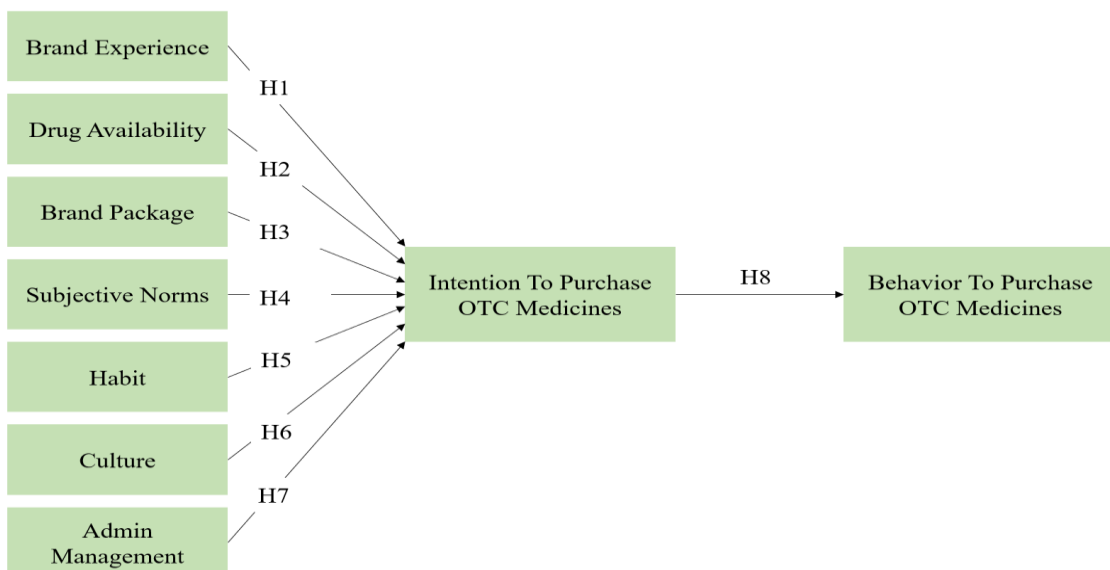 Brand Experience
H1
Drug Availability
H2
Brand Package
H3
Subjective Norms
H4
Habit
H5
Culture
H6
Admin
Management
H7
Intention To Purchase
OTC Medicines
H8
Behavior To Purchase
OTC Medicines